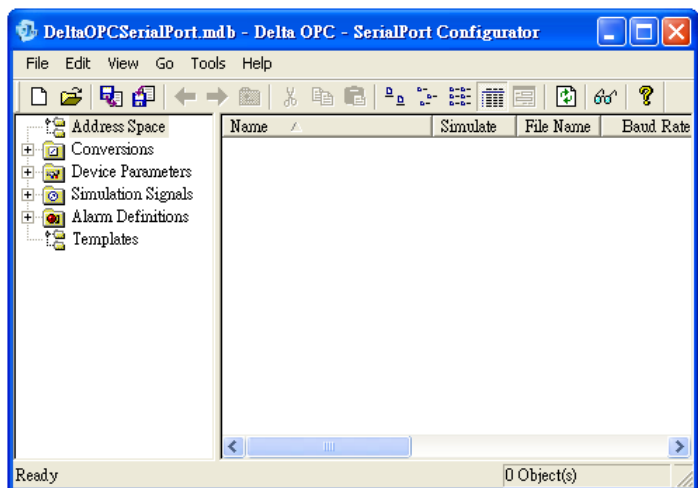 DeltaOPCSerialPort.mdb - Delta OPC - SerialPort Configurator
File Edit View Go Tools Help
Address Space
Conversions
Device Parameters
Simulation Signals
Alarm Definitions
Templates
Name Simulate File Name Baud Rate
Ready 0 Object(s)